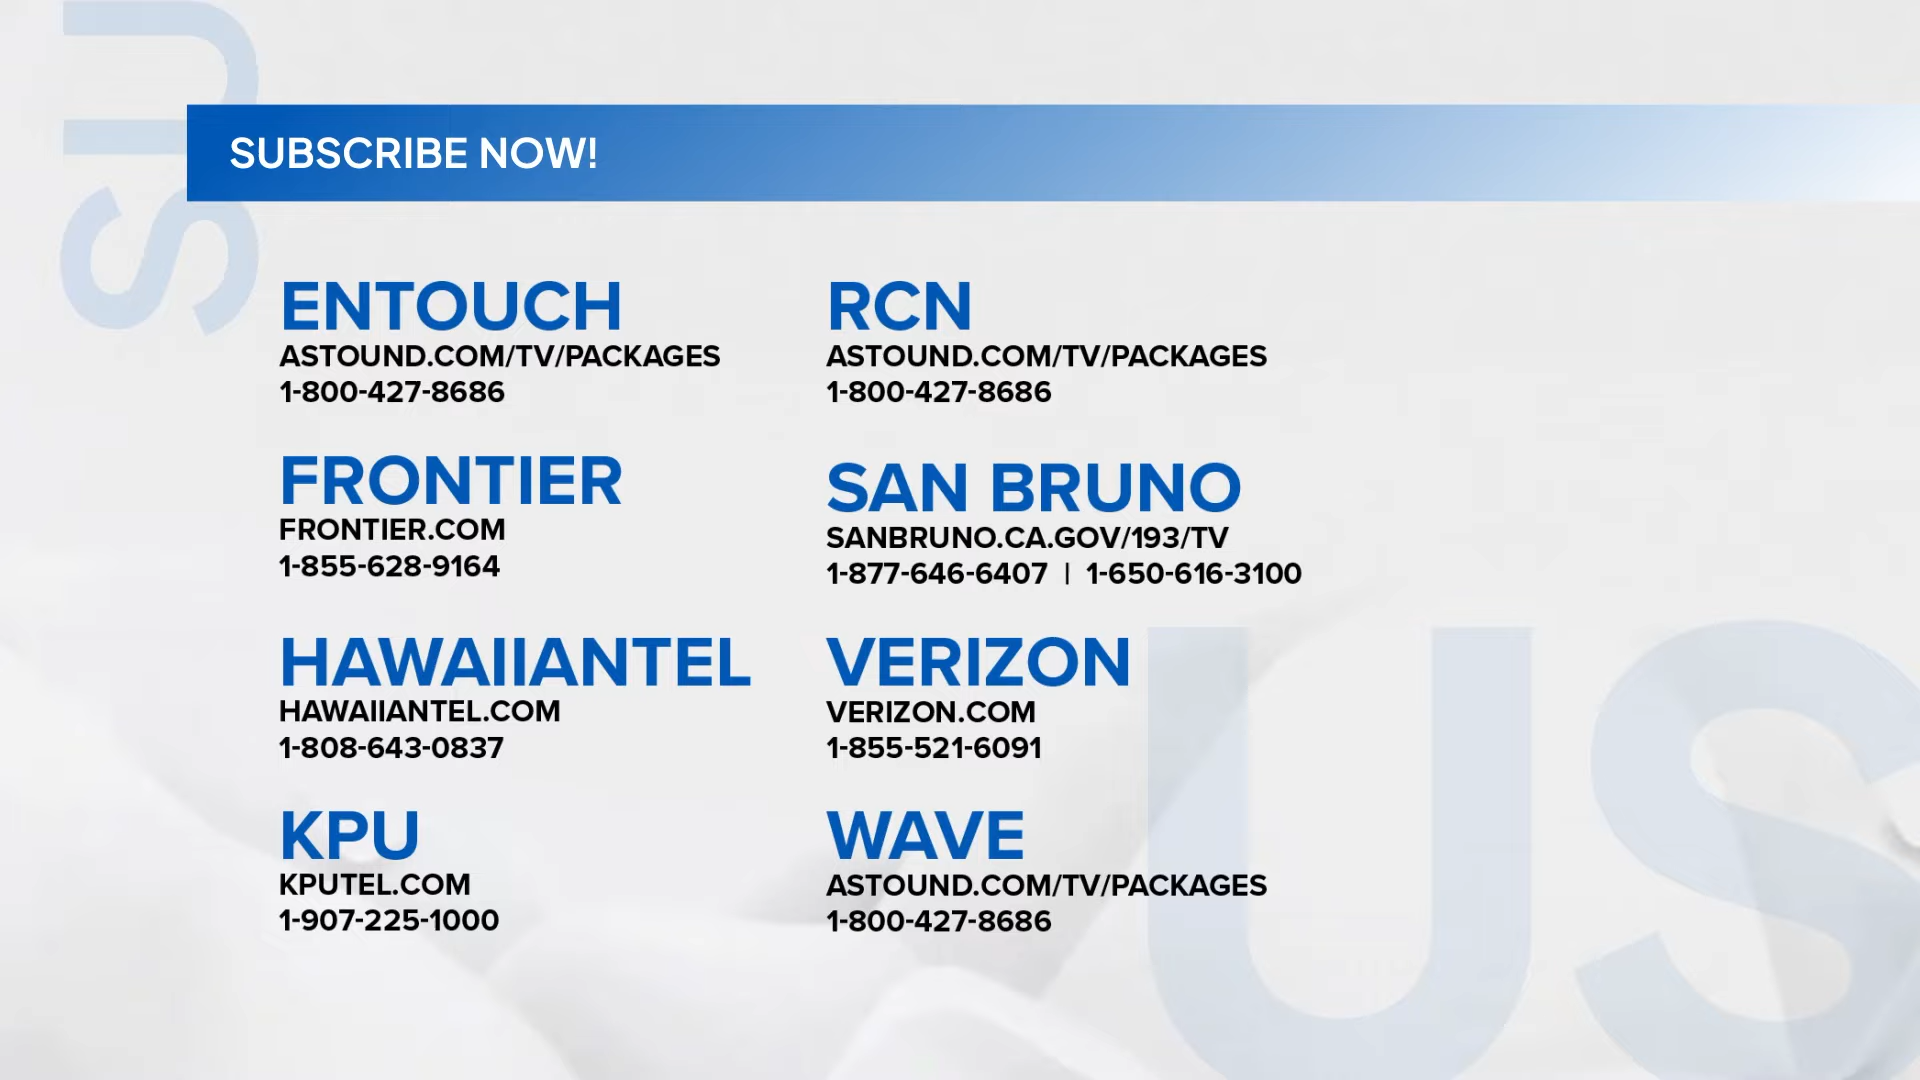 SUBSCRIBE NOW!
ENTOUCH
ASTOUND.COM/TV/PACKAGES
1-800-427-8686
FRONTIER
FRONTIER.COM
1-855-628-9164
HAWAIIANTEL
HAWAIIANTEL.COM
1-808-643-0837
KPU
KPUTEL.COM
1-907-225-1000
RCN
ASTOUND.COM/TV/PACKAGES
1-800-427-8686
SAN BRUNO
SANBRUNO.CA.GOV/193/TV
1-877-646-6407 | 1-650-616-3100
VERIZON
VERIZON.COM
1-855-521-6091
WAVE
ASTOUND.COM/TV/PACKAGES
1-800-427-8686
US